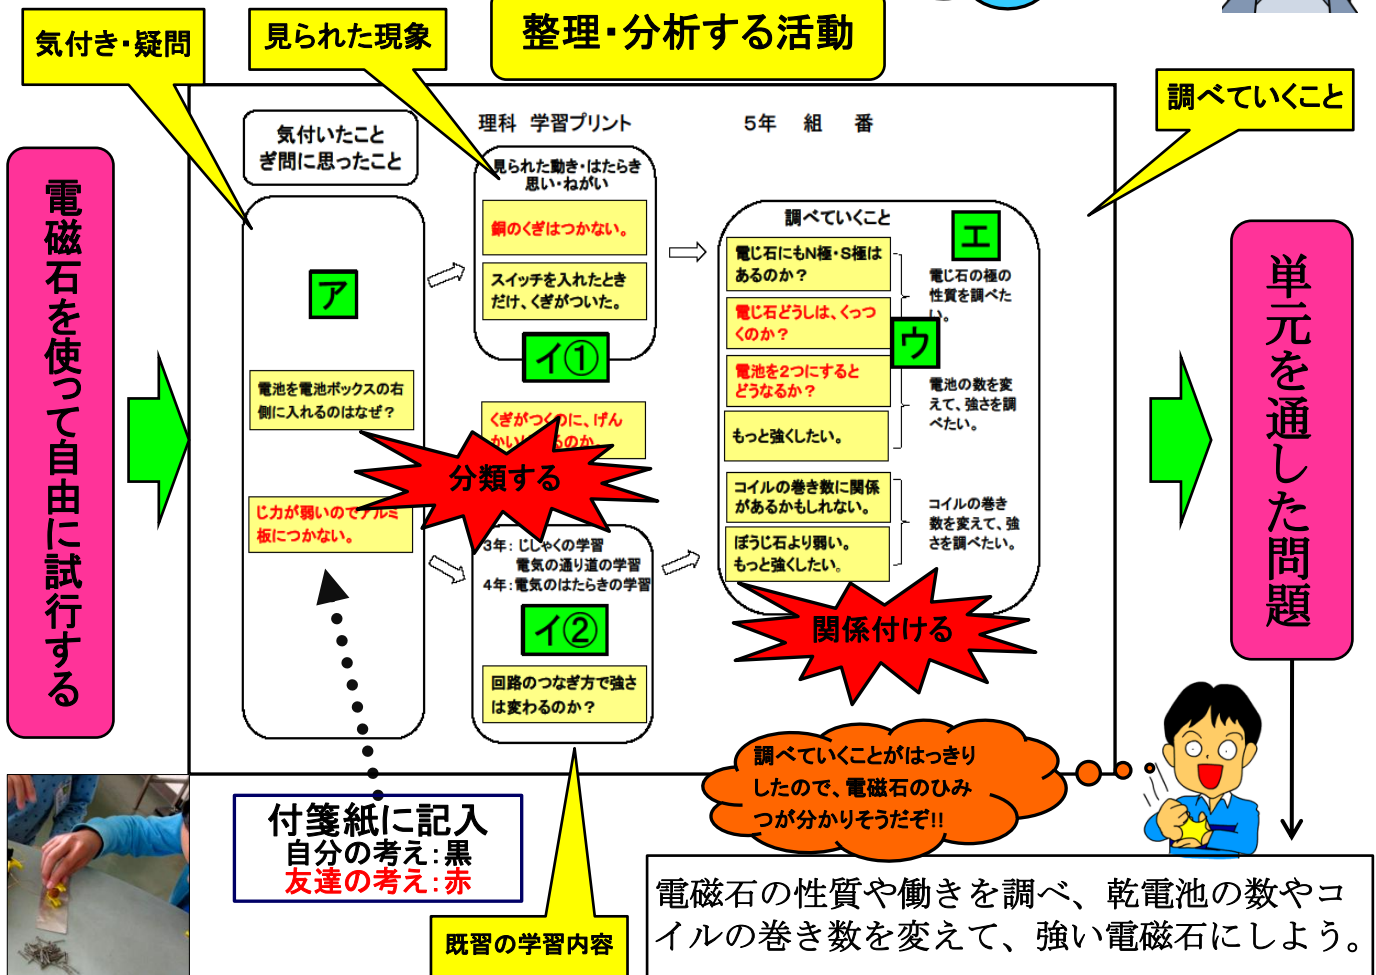 整理・分析する活動
気付き・疑問
見られた現象
調べていくこと
電磁石を使って自由に試行する
理科　学習プリント
5年　組　番
気付いたこと
ぎ問に思ったこと
ア
電池を電池ボックスの右
側に入れるのはなぜ？
じ力が弱いのでアルミ
板につかない。
見られた動き・はたらき
思い・ねがい
銅のくぎはつかない。
スイッチを入れたとき
だけ、くぎがついた。
イ①
くぎがつくのに、げん
分類する
3年：じしゃくの学習
電気の通り道の学習
4年：電気のはたらきの学習
イ②
回路のつなぎ方で強さ
は変わるのか？
調べていくこと
エ
電じ石にもN極・S極は
あるのか？
電じ石どうしは、くっつ
くのか？
電じ石の極の
性質を調べた
い。
ウ
電池を2つにすると
どうなるか？
もっと強くしたい。
電池の数を変
えて、強さを調
べたい。
コイルの巻き数に関係
があるかもしれない。
ぼうじ石より弱い。
もっと強くしたい。
コイルの巻き
数を変えて、強
さを調べたい。
関係付ける
単元を通した問題
付箋紙に記入
自分の考え：黒
友達の考え：赤
既習の学習内容
調べていくことがはっきり
したので、電磁石のひみ
つが分かりそうだぞ!!
電磁石の性質や働きを調べ、乾電池の数やコ
イルの巻き数を変えて、強い電磁石にしよう。